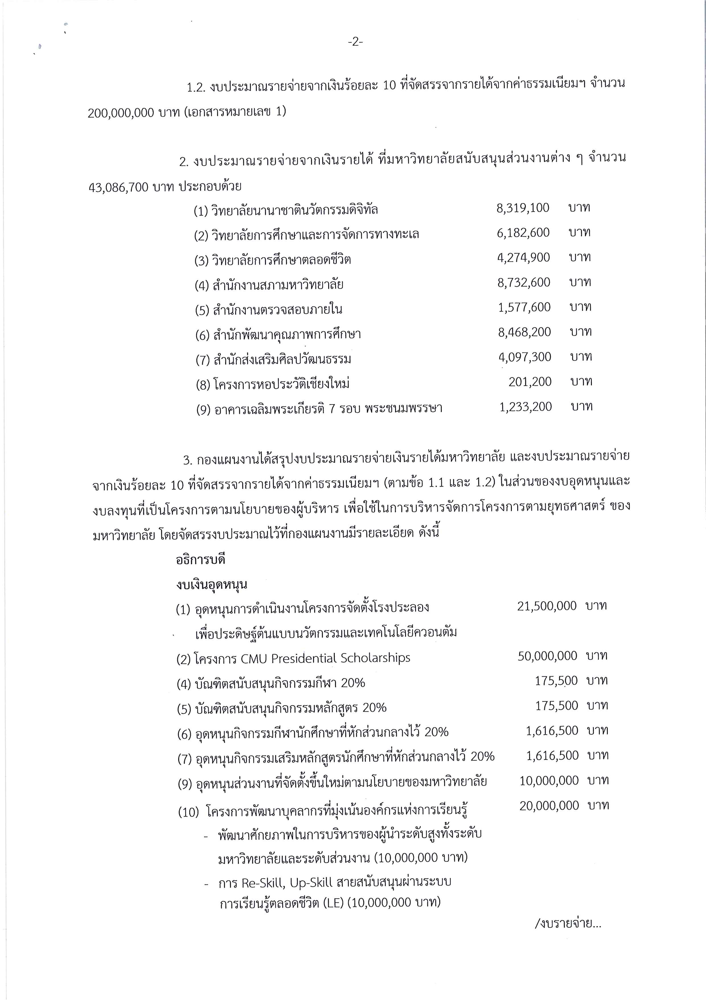 -2-
1.2. งบประมาณรายจ่ายจากเงินร้อยละ 10 ที่จัดสรรจากรายได้จากค่าธรรมเนียมฯ จำนวน
200,000,000 บาท (เอกสารหมายเลข 1)
2. งบประมาณรายจ่ายจากเงินรายได้ ที่มหาวิทยาลัยสนับสนุนส่วนงานต่าง ๆ จำนวน
43,086,700 บาท ประกอบด้วย
(1) วิทยาลัยนานาชาตินวัตกรรมดิจิทัล 8,319,100 บาท
(2) วิทยาลัยการศึกษาและการจัดการทางทะเล 6,182,600 บาท
(3) วิทยาลัยการศึกษาตลอดชีวิต 4,274,900 บาท
(4) สำนักงานสภามหาวิทยาลัย 8,732,600 บาท
(5) สำนักงานตรวจสอบภายใน 1,577,600 บาท
(6) สำนักพัฒนาคุณภาพการศึกษา 8,468,200 บาท
(7) สำนักส่งเสริมศิลปวัฒนธรรม 4,097,300 บาท
(8) โครงการหอประวัติเชียงใหม่ 201,200 บาท
(9) อาคารเฉลิมพระเกียรติ 7 รอบ พระชนมพรรษา 1,233,200 บาท
3. กองแผนงานได้สรุปงบประมาณรายจ่ายเงินรายได้มหาวิทยาลัย และงบประมาณรายจ่าย
จากเงินร้อยละ 10 ที่จัดสรรจากรายได้จากค่าธรรมเนียมฯ (ตามข้อ 1.1 และ 1.2) ในส่วนของงบอุดหนุนและ
งบลงทุนที่เป็นโครงการตามนโยบายของผู้บริหาร เพื่อใช้ในการบริหารจัดการโครงการตามยุทธศาสตร์ ของ
มหาวิทยาลัย โดยจัดสรรงบประมาณไว้ที่กองแผนงานมีรายละเอียด ดังนี้
อธิการบดี
งบเงินอุดหนุน
(1) อุดหนุนการดำเนินงานโครงการจัดตั้งโรงประลอง 21,500,000 บาท
เพื่อประดิษฐ์ต้นแบบนวัตกรรมและเทคโนโลยีควอนตัม
(2) โครงการ CMU Presidential Scholarships 50,000,000 บาท
(4) บัณฑิตสนับสนุนกิจกรรมกีฬา 20% 175,500 บาท
(5) บัณฑิตสนับสนุนกิจกรรมหลักสูตร 20% 175,500 บาท
(6) อุดหนุนกิจกรรมกีฬานักศึกษาที่หักส่วนกลางไว้ 20% 1,616,500 บาท
(7) อุดหนุนกิจกรรมเสริมหลักสูตรนักศึกษาที่หักส่วนกลางไว้ 20% 1,616,500 บาท
(9) อุดหนุนส่วนงานที่จัดตั้งขึ้นใหม่ตามนโยบายของมหาวิทยาลัย 10,000,000 บาท
(10) โครงการพัฒนาบุคลากรที่มุ่งเน้นองค์กรแห่งการเรียนรู้ 20,000,000 บาท
- พัฒนาศักยภาพในการบริหารของผู้นำระดับสูงทั้งระดับ
มหาวิทยาลัยและระดับส่วนงาน (10,000,000 บาท)
- การ Re-Skill, Up-Skill สายสนับสนุนผ่านระบบ
การเรียนรู้ตลอดชีวิต (LE) (10,000,000 บาท)
/งบรายจ่าย...